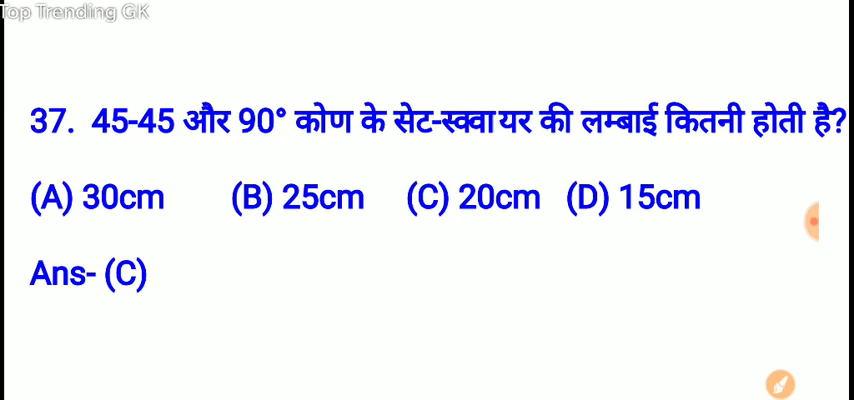 Top Trending GK
37. 45-45 और 90° कोण के सेट-स्क्वायर की लम्बाई कितनी होती है?
(A) 30cm (B) 25cm (C) 20cm (D) 15cm
Ans- (C)